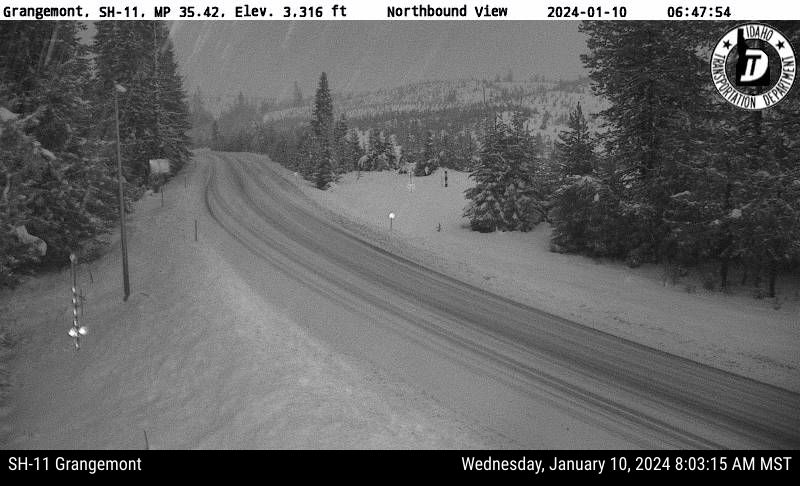 Grangemont, SH-11, MP 35.42, Elev. 3,316 ft Northbound View 2024-01-10 06:47:54
IDAHO
TRANSPORTATION DEPARTMENT
SH-11 Grangemont Wednesday, January 10, 2024 8:03:15 AM MST